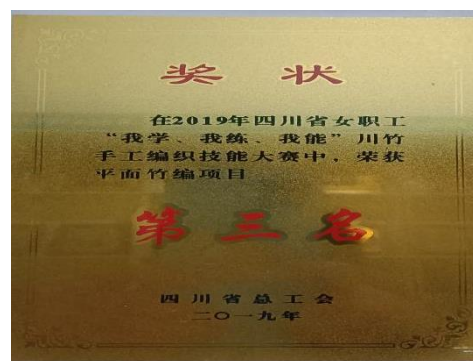 奖 状
在2019年四川省女职工
“我学、我练、我能”川竹
手工编织技能大赛中，荣获
平面竹编项目
第三名
四川省总工会
二〇一九年